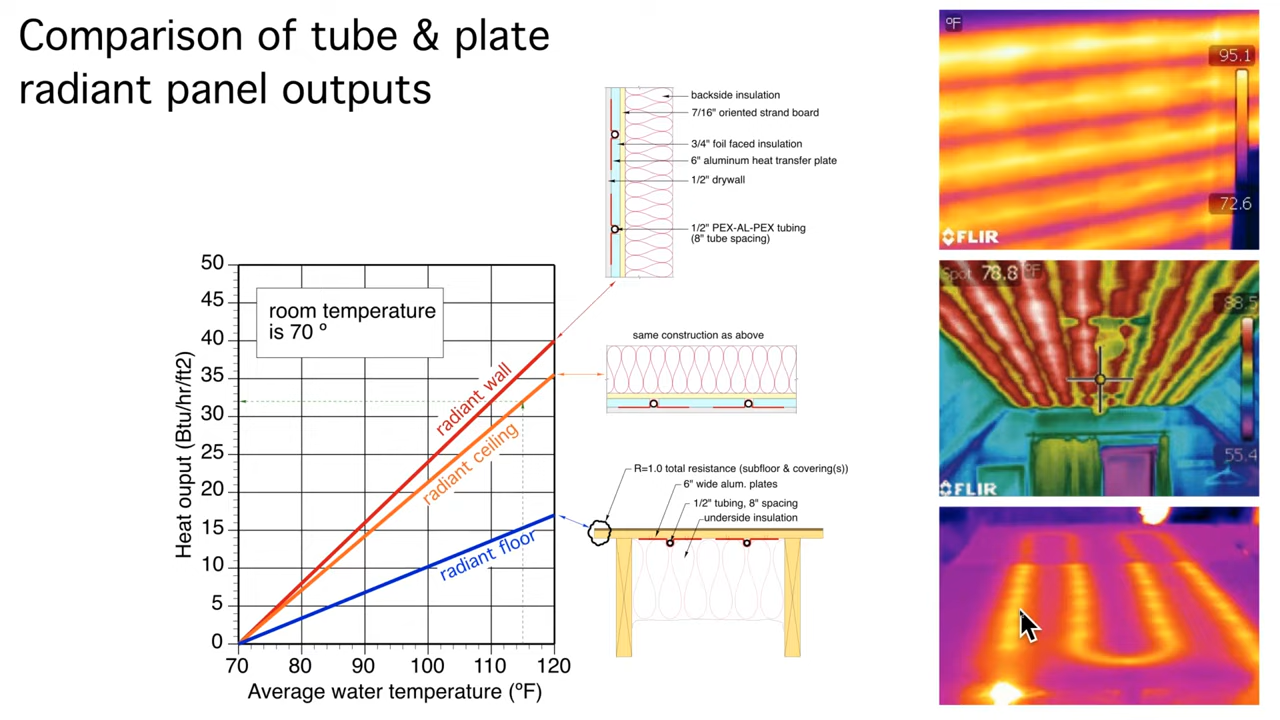 Comparison of tube & plate
radiant panel outputs
backside insulation
7/16" oriented strand board
3/4" foil faced insulation
6" aluminum heat transfer plate
1/2" drywall
1/2" PEX-AL-PEX tubing
(8" tube spacing)
same construction as above
R=1.0 total resistance (subfloor & covering(s))
6" wide alum. plates
1/2" tubing, 8" spacing
underside insulation
room temperature
is 70 º
radiant wall
radiant ceiling
radiant floor
Heat ouput (Btu/hr/ft2)
50
45
40
35
30
25
20
15
10
5
0
70 80 90 100 110 120
Average water temperature (ºF)
ºF
95.1
72.6
FLIR
Spot 78.8 ºF
88.5
55.4
FLIR